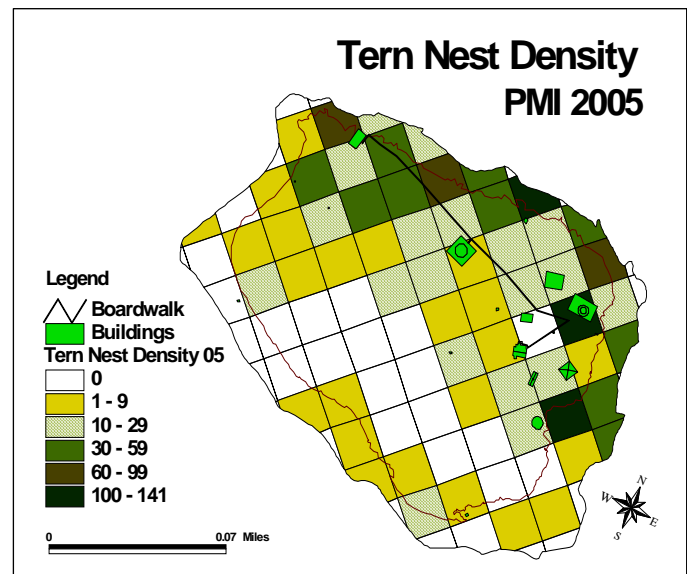 Tern Nest Density
PMI 2005
Legend
Boardwalk
Buildings
Tern Nest Density 05
0
1 - 9
10 - 29
30 - 59
60 - 99
100 - 141
0 0.07 Miles
N
W
E
S